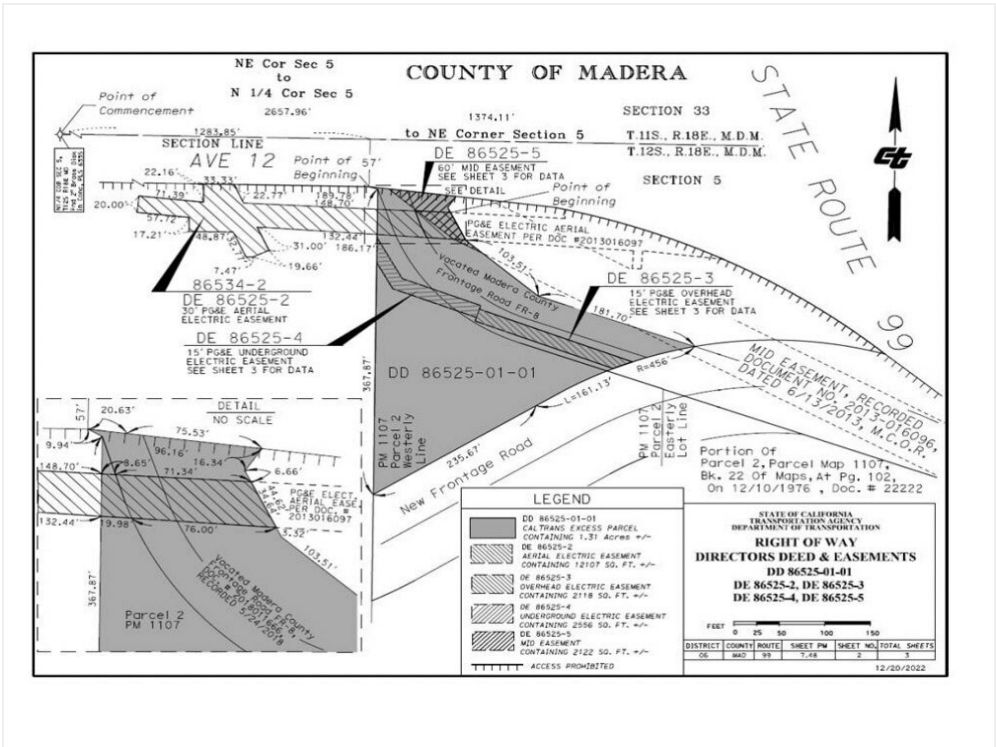 NE Cor Sec 5
to
N 1/4 Cor Sec 5
2657.96'
COUNTY OF MADERA
STATE ROUTE 99
Point of
Commencement
1283.85'
SECTION LINE
AVE 12
1374.11'
to NE Corner Section 5
SECTION 33
T.11S., R.18E., M.D.M.
T.12S., R.18E., M.D.M.
SECTION 5
Point of
Beginning
57'
DE 86525-5
60' MID EASEMENT
SEE SHEET 3 FOR DATA
SEE DETAIL
Point of
Beginning
22.16'
33.33'
71.39'
22.77'
189.79'
148.70'
20.00'
57.72'
17.21'
48.87'
31.00'
132.44'
186.17'
7.47'
19.66'
PG&E ELECTRIC AERIAL
EASEMENT PER DOC #2013016097
103.51'
86534-2
DE 86525-2
30' PG&E AERIAL
ELECTRIC EASEMENT
Vacated Madera County
Frontage Road FR-8
DE 86525-3
15' PG&E OVERHEAD
ELECTRIC EASEMENT
SEE SHEET 3 FOR DATA
181.70'
DE 86525-4
15' PG&E UNDERGROUND
ELECTRIC EASEMENT
SEE SHEET 3 FOR DATA
367.87'
DD 86525-01-01
R=456'
L=161.13'
235.67'
PM 1107
Parcel 2
Westerly
Line
New Frontage Road
PM 1107
Parcel 2
Easterly
Lot Line
MID EASEMENT, RECORDED
DOCUMENT NO. 2013-016096,
DATED 6/13/2013, M.C.O.R.
Portion Of
Parcel 2, Parcel Map 1107,
Bk. 22 Of Maps, At Pg. 102,
On 12/10/1976 , Doc. # 22222
DETAIL
NO SCALE
57'
20.63'
75.53'
9.94'
96.16'
148.70'
8.65'
16.34'
71.34'
6.66'
44.62'
34.64'
PG&E ELECT.
AERIAL EASE.
PER DOC. #
2013016097
132.44'
19.98'
76.00'
3.32'
103.51'
367.87'
Vacated Madera County
Frontage Road FR-8,
RECORDED 5/24/2018
Parcel 2
PM 1107
LEGEND
DD 86525-01-01
CALTRANS EXCESS PARCEL
CONTAINING 1.31 Acres +/-
DE 86525-2
AERIAL ELECTRIC EASEMENT
CONTAINING 12107 SQ. FT. +/-
DE 86525-3
OVERHEAD ELECTRIC EASEMENT
CONTAINING 2118 SQ. FT. +/-
DE 86525-4
UNDERGROUND ELECTRIC EASEMENT
CONTAINING 2556 SQ. FT. +/-
DE 86525-5
MID EASEMENT
CONTAINING 2122 SQ. FT. +/-
ACCESS PROHIBITED
STATE OF CALIFORNIA
TRANSPORTATION AGENCY
DEPARTMENT OF TRANSPORTATION
RIGHT OF WAY
DIRECTORS DEED & EASEMENTS
DD 86525-01-01
DE 86525-2, DE 86525-3
DE 86525-4, DE 86525-5
FEET 0 25 50 100 150
DISTRICT COUNTY ROUTE SHEET PM SHEET NO. TOTAL SHEETS
06 MAD 99 7.48 2 3
12/20/2022